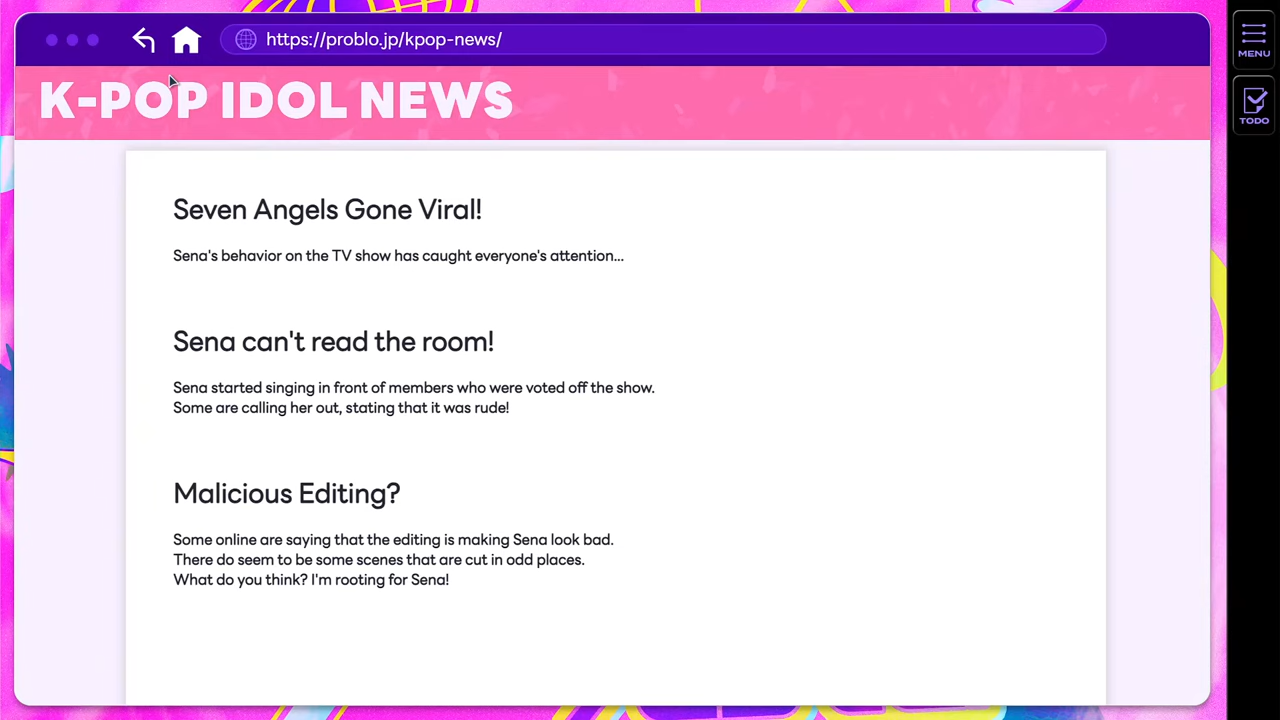 https://problo.jp/kpop-news/
MENU
K-POP IDOL NEWS
TODO
Seven Angels Gone Viral!
Sena's behavior on the TV show has caught everyone's attention...
Sena can't read the room!
Sena started singing in front of members who were voted off the show.
Some are calling her out, stating that it was rude!
Malicious Editing?
Some online are saying that the editing is making Sena look bad.
There do seem to be some scenes that are cut in odd places.
What do you think? I'm rooting for Sena!